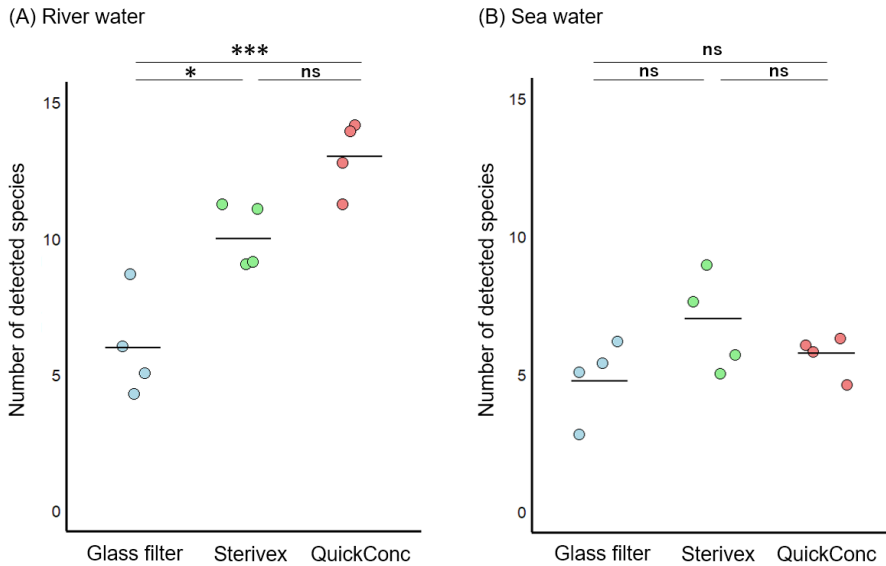 (A) River water
***
*
ns
Number of detected species
15
10
5
0
Glass filter
Sterivex
QuickConc
(B) Sea water
ns
ns
ns
Number of detected species
15
10
5
0
Glass filter
Sterivex
QuickConc